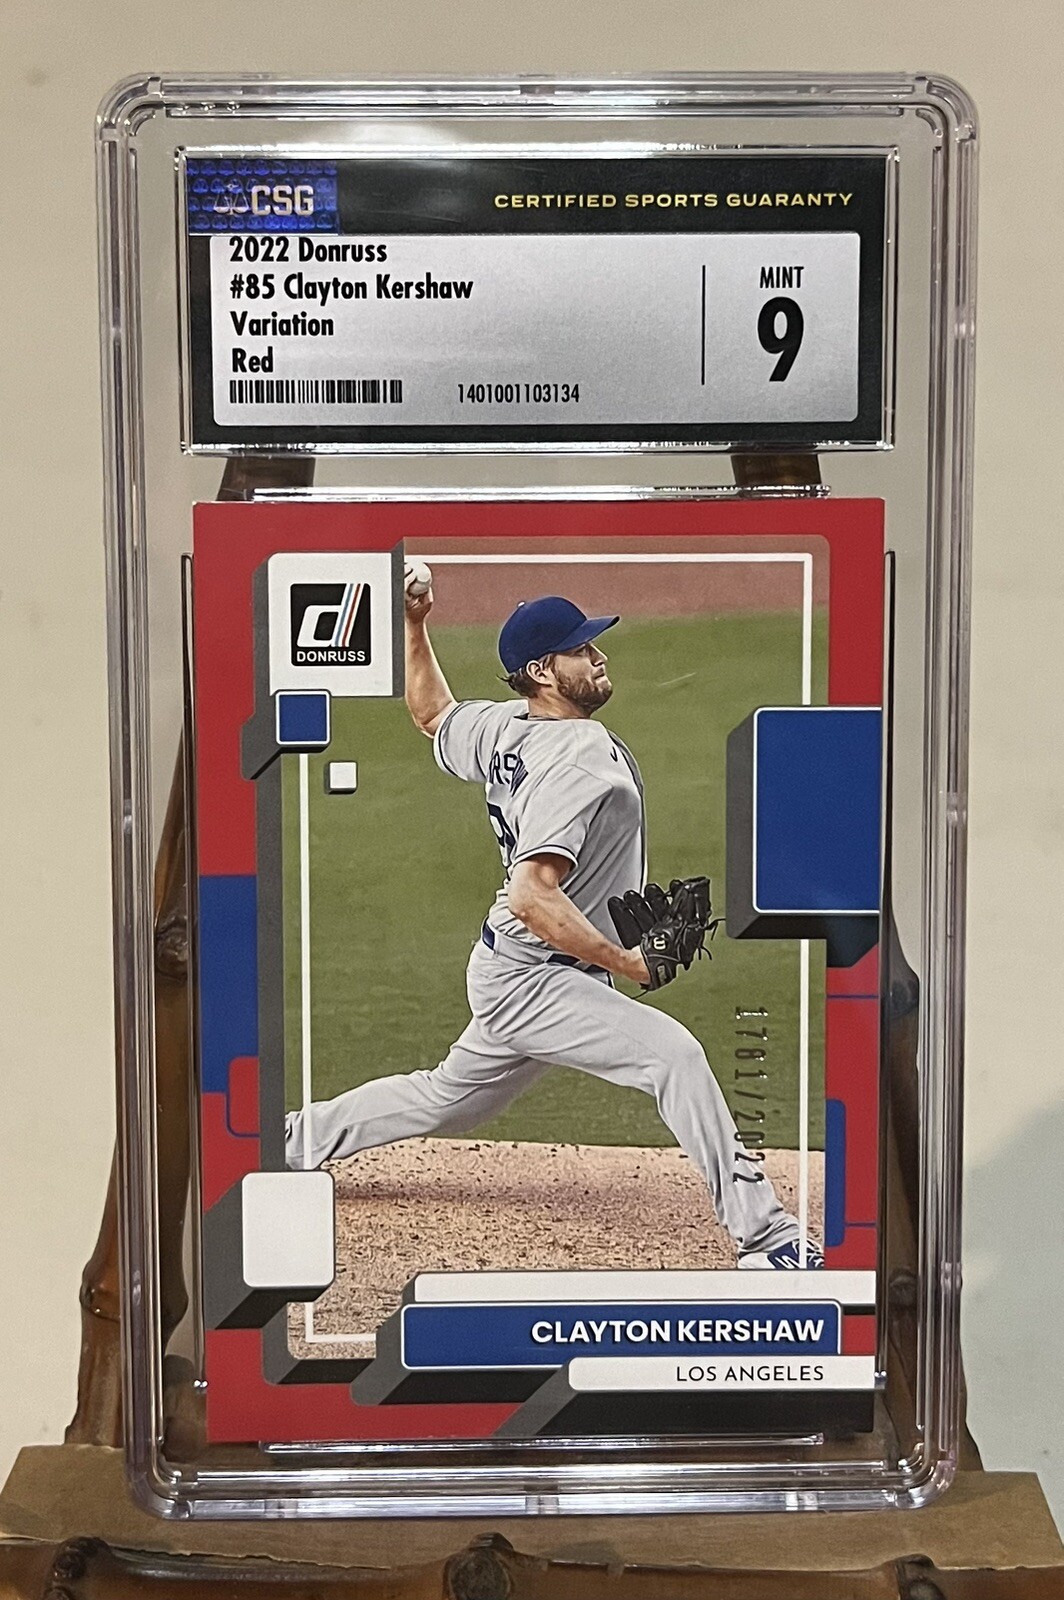 CSG
CERTIFIED SPORTS GUARANTY
2022 Donruss
#85 Clayton Kershaw
Variation
Red
1401001103134
MINT
9
d
DONRUSS
RS
1781/2022
CLAYTON KERSHAW
LOS ANGELES